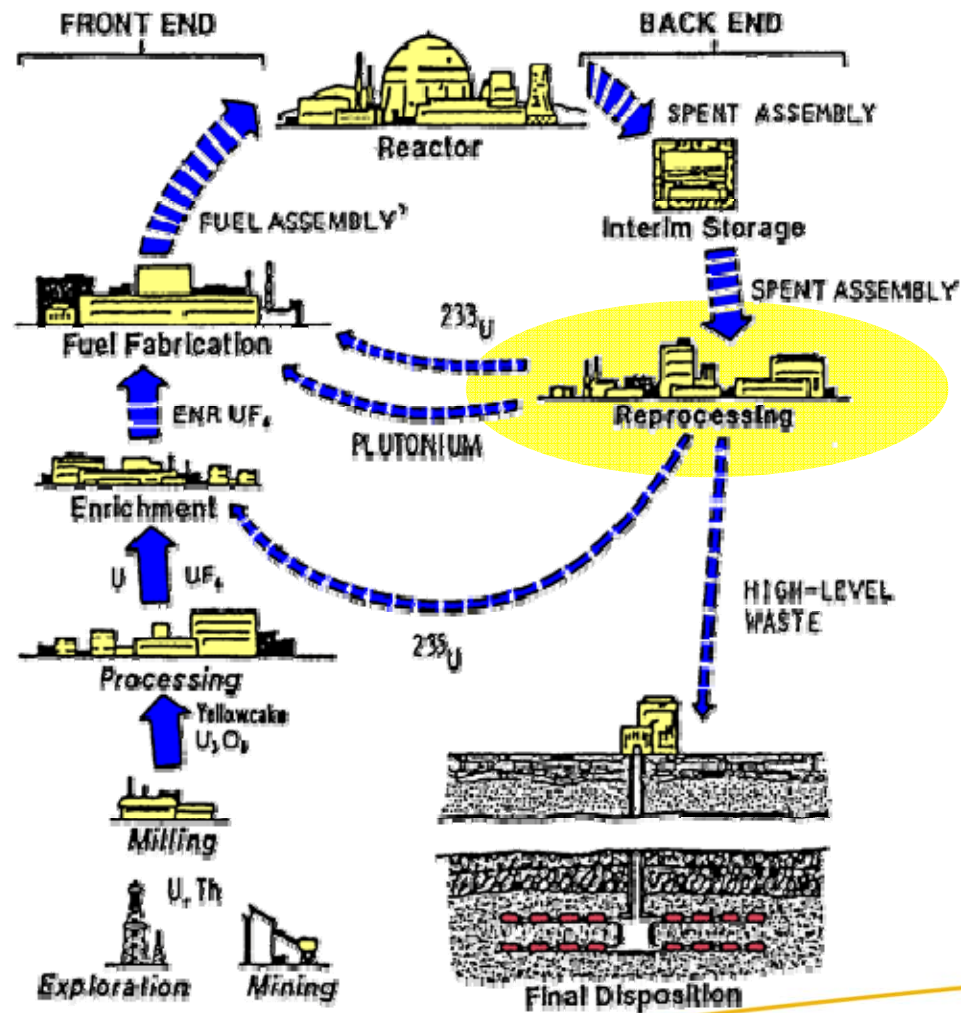 FRONT END
BACK END
Reactor
SPENT ASSEMBLY
Interim Storage
FUEL ASSEMBLY
SPENT ASSEMBLY
Fuel Fabrication
233U
PLUTONIUM
Reprocessing
ENR UF₆
Enrichment
U UF₆
235U
HIGH-LEVEL
WASTE
Processing
Yellowcake
U₃O₈
Milling
U, Th
Exploration
Mining
Final Disposition